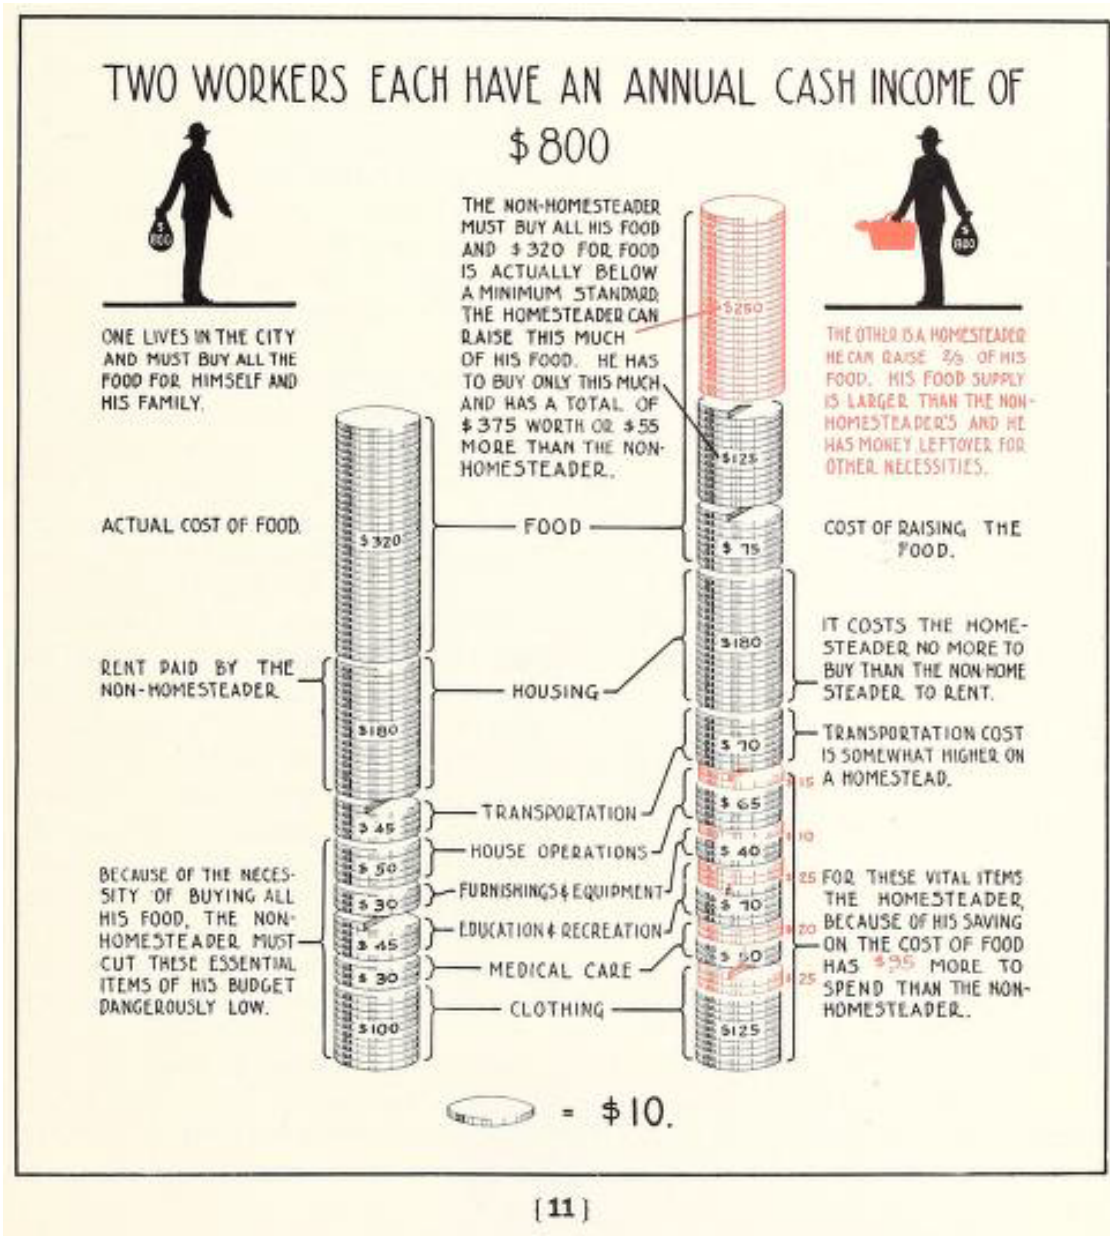 TWO WORKERS EACH HAVE AN ANNUAL CASH INCOME OF
$800
$
800
ONE LIVES IN THE CITY
AND MUST BUY ALL THE
FOOD FOR HIMSELF AND
HIS FAMILY.
THE NON-HOMESTEADER
MUST BUY ALL HIS FOOD
AND $320 FOR FOOD
IS ACTUALLY BELOW
A MINIMUM STANDARD.
THE HOMESTEADER CAN
RAISE THIS MUCH
OF HIS FOOD. HE HAS
TO BUY ONLY THIS MUCH
AND HAS A TOTAL OF
$375 WORTH OR $55
MORE THAN THE NON-
HOMESTEADER.
$
800
THE OTHER IS A HOMESTEADER
HE CAN RAISE 2/3 OF HIS
FOOD. HIS FOOD SUPPLY
IS LARGER THAN THE NON-
HOMESTEADER'S AND HE
HAS MONEY LEFTOVER FOR
OTHER NECESSITIES.
ACTUAL COST OF FOOD.
RENT PAID BY THE
NON-HOMESTEADER
BECAUSE OF THE NECES-
SITY OF BUYING ALL
HIS FOOD, THE NON-
HOMESTEADER MUST
CUT THESE ESSENTIAL
ITEMS OF HIS BUDGET
DANGEROUSLY LOW.
$320
$180
$45
$50
$30
$45
$30
$100
FOOD
HOUSING
TRANSPORTATION
HOUSE OPERATIONS
FURNISHINGS & EQUIPMENT
EDUCATION & RECREATION
MEDICAL CARE
CLOTHING
$250
$125
$75
$180
$70
$65
$40
$70
$50
$125
$15
$10
$25
$20
$25
COST OF RAISING THE
FOOD.
IT COSTS THE HOME-
STEADER NO MORE TO
BUY THAN THE NON-HOME
STEADER TO RENT.
TRANSPORTATION COST
IS SOMEWHAT HIGHER ON
A HOMESTEAD.
FOR THESE VITAL ITEMS
THE HOMESTEADER,
BECAUSE OF HIS SAVING
ON THE COST OF FOOD
HAS $95 MORE TO
SPEND THAN THE NON-
HOMESTEADER.
= $10.
[11]